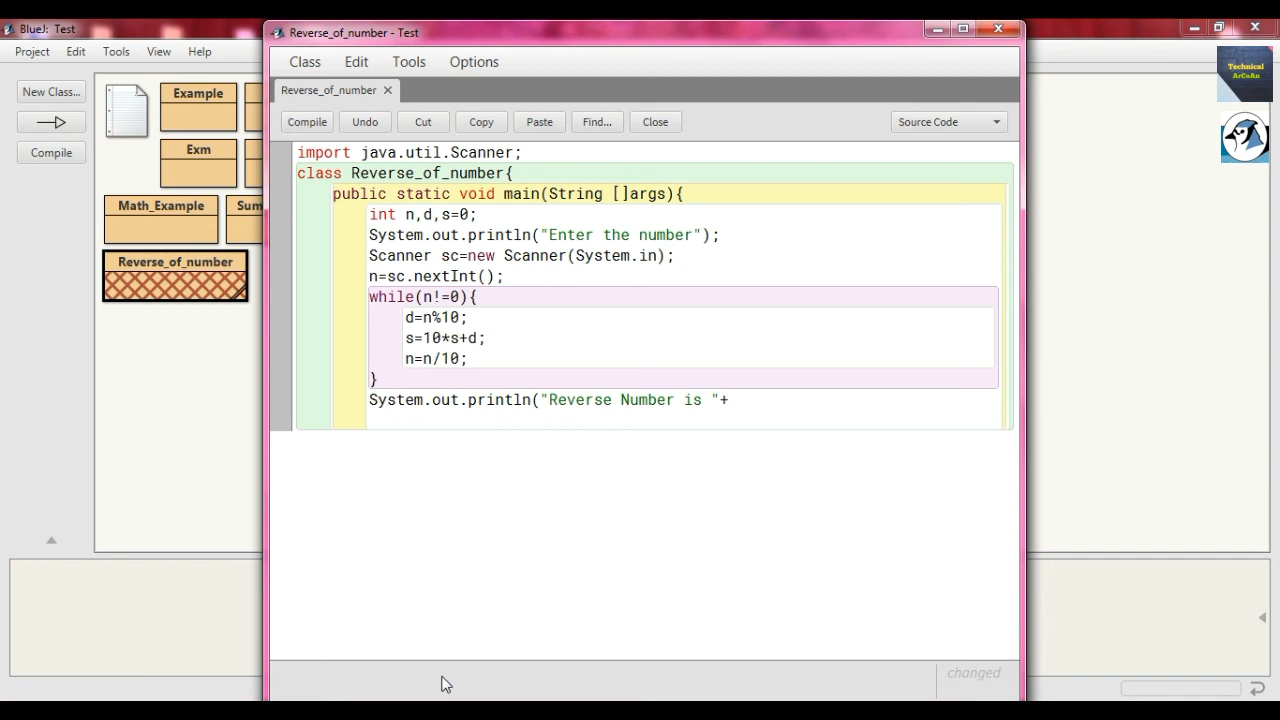 BlueJ: Test
Project Edit Tools View Help
New Class...
Compile
Example
Exm
Math_Example
Sum
Reverse_of_number
Reverse_of_number - Test
Class Edit Tools Options
Reverse_of_number
Compile Undo Cut Copy Paste Find... Close Source Code
import java.util.Scanner;
class Reverse_of_number{
public static void main(String []args){
int n,d,s=0;
System.out.println("Enter the number");
Scanner sc=new Scanner(System.in);
n=sc.nextInt();
while(n!=0){
d=n%10;
s=10*s+d;
n=n/10;
}
System.out.println("Reverse Number is "+
changed
Technical
ArCoAn